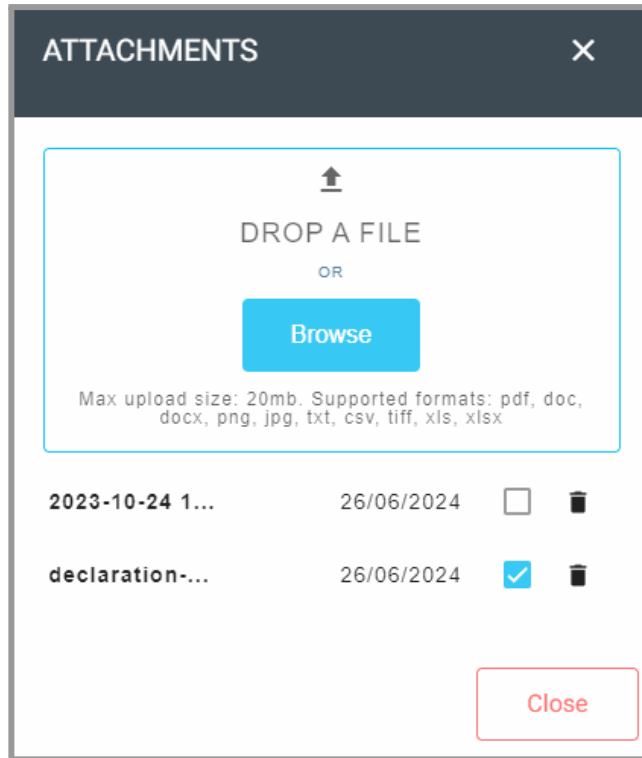 ATTACHMENTS
DROP A FILE
OR
Browse
Max upload size: 20mb. Supported formats: pdf, doc,
docx, png, jpg, txt, csv, tiff, xls, xlsx
2023-10-24 1... 26/06/2024
declaration-... 26/06/2024
Close